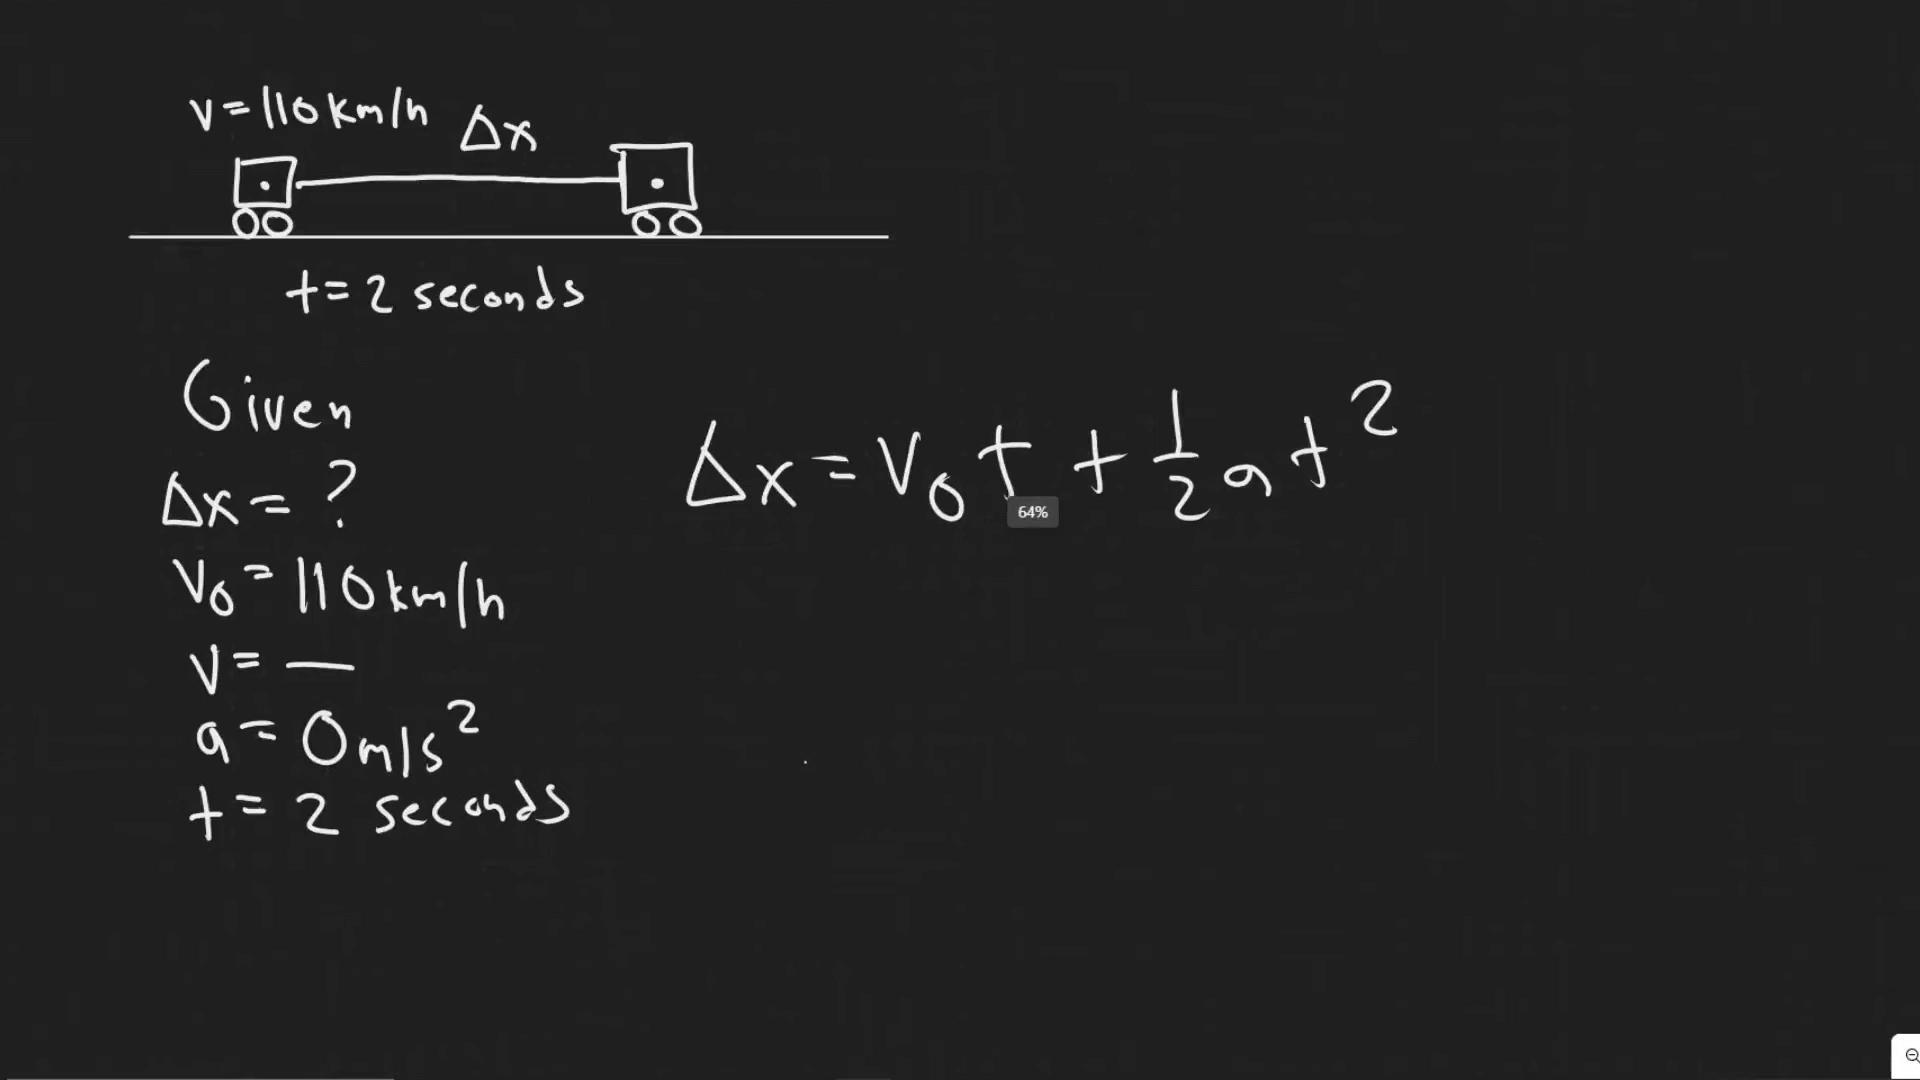 v=110km/h Δx
t=2 seconds
Given
Δx=?
v₀=110km/h
v=—
a=0m/s²
t=2 seconds
Δx=v₀t+½at²
64%